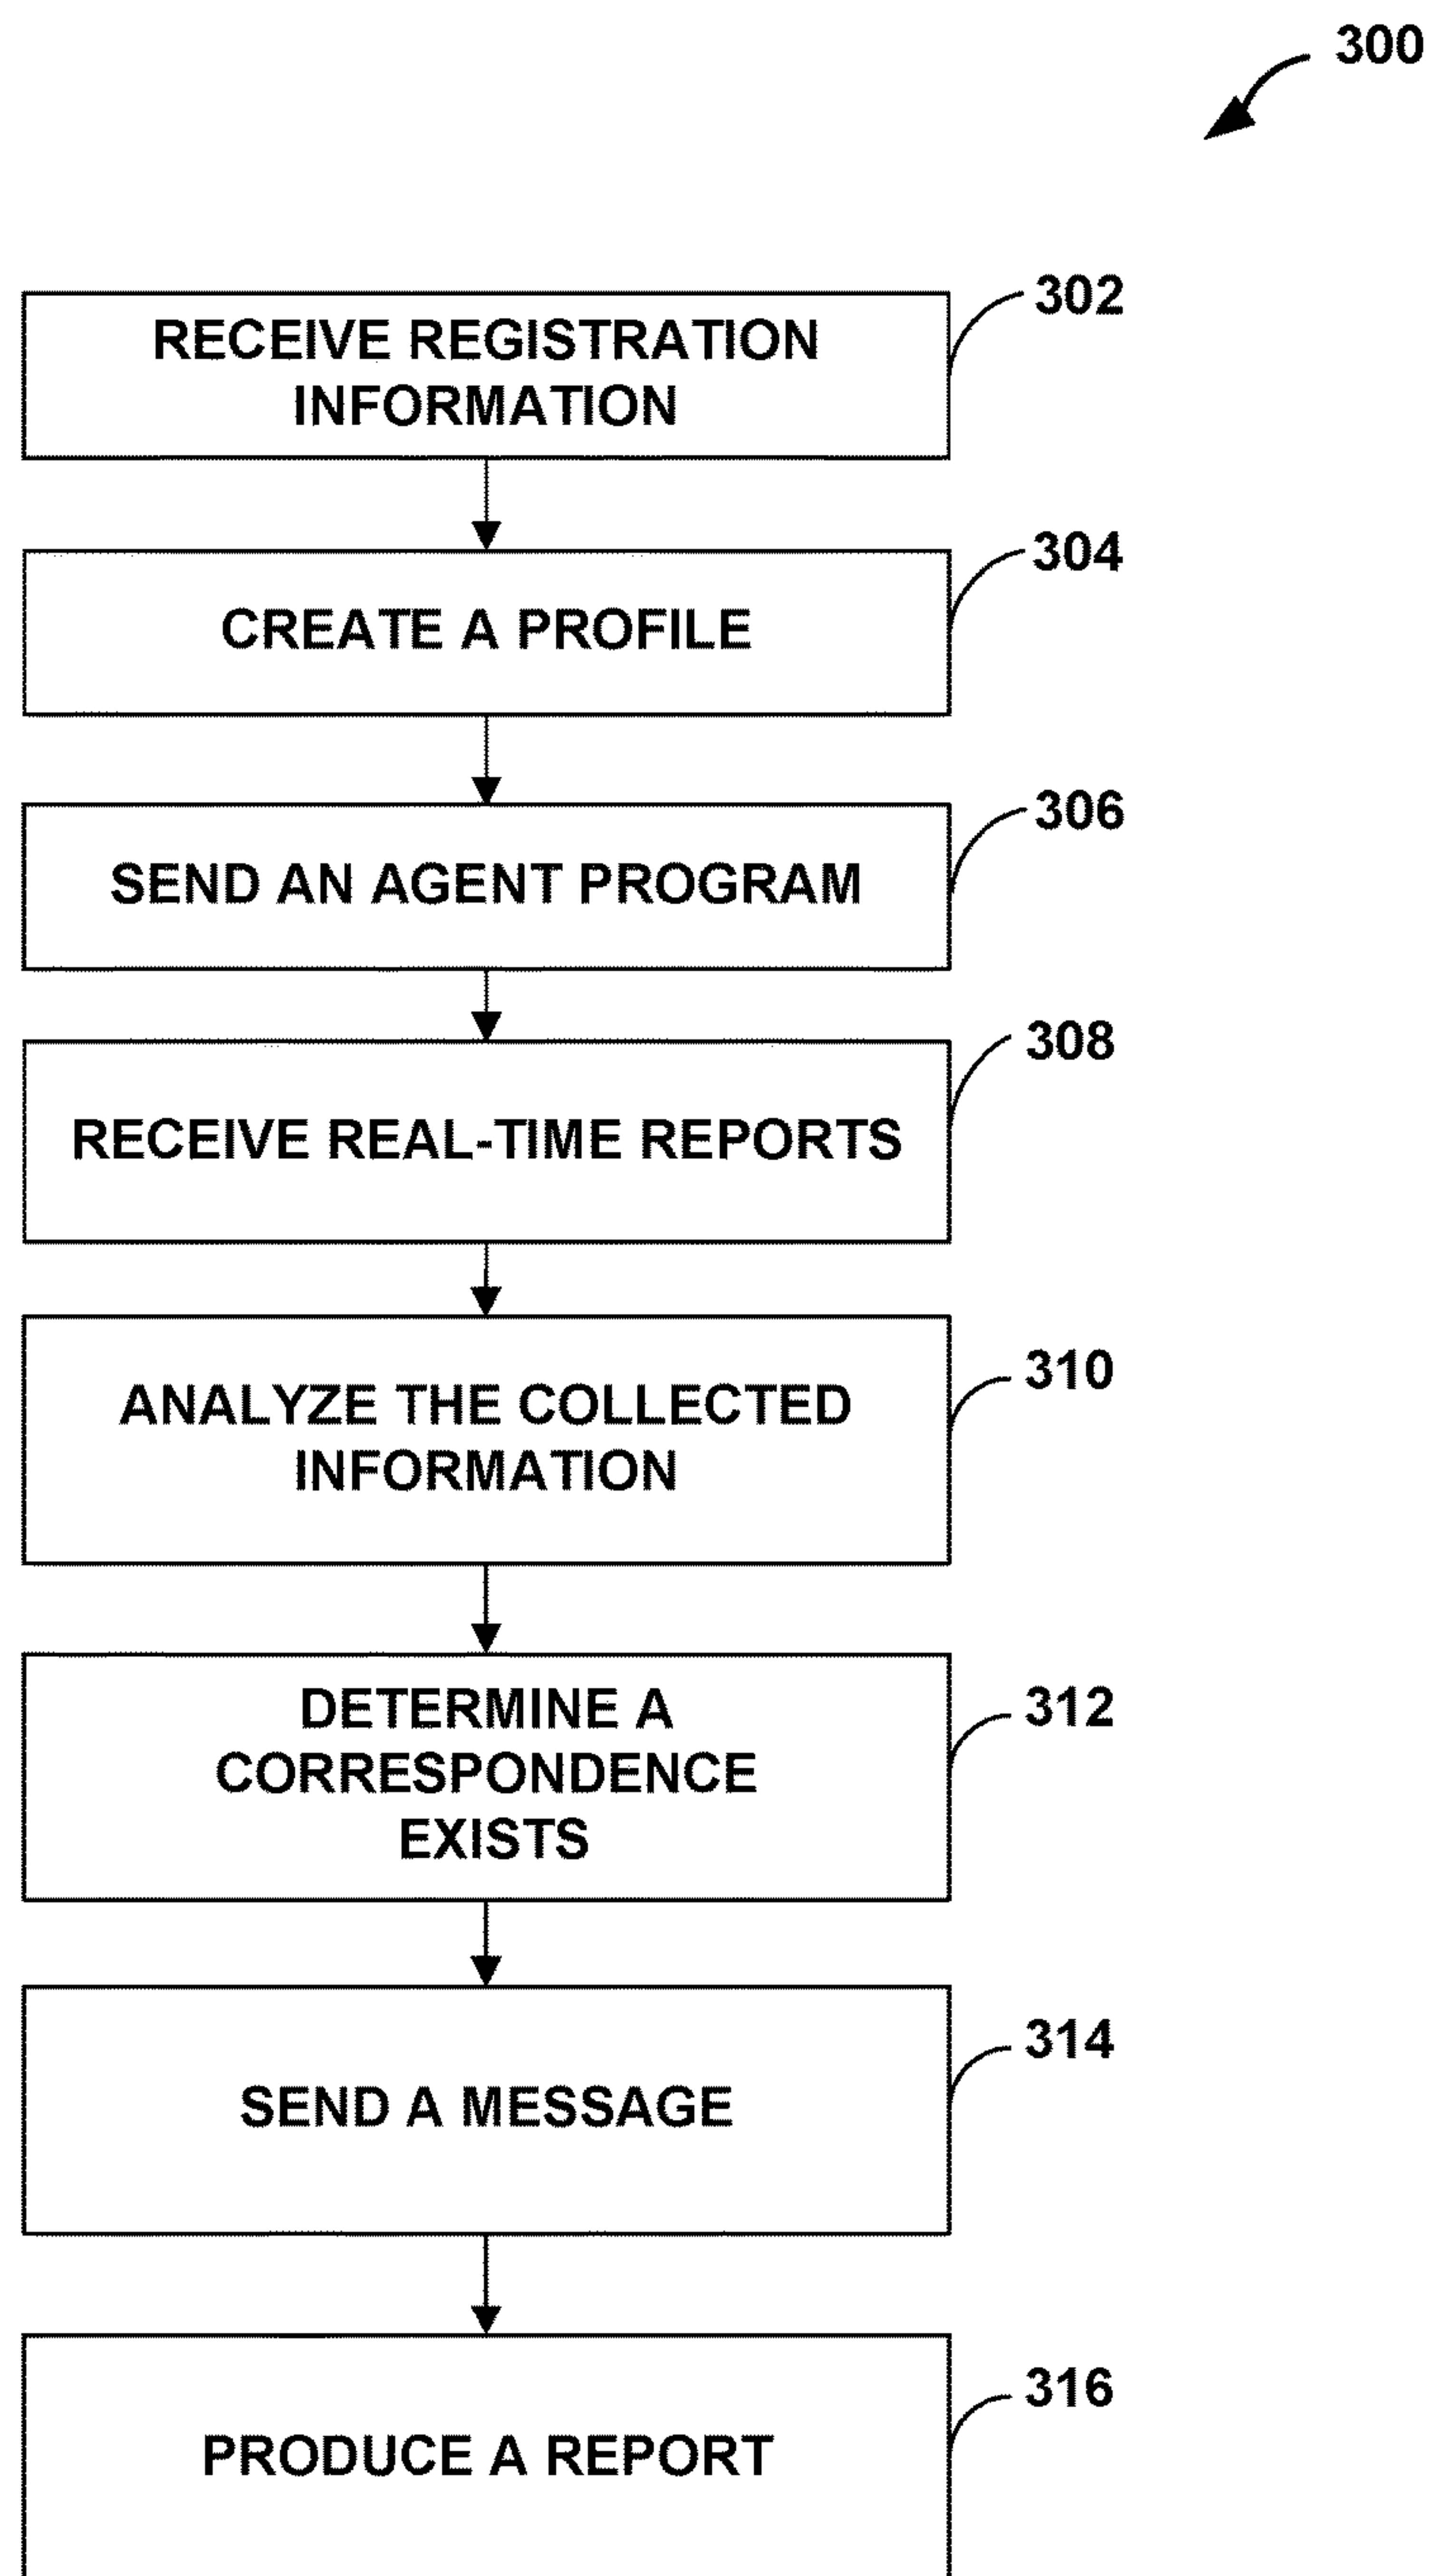 300
302
RECEIVE REGISTRATION
INFORMATION
304
CREATE A PROFILE
306
SEND AN AGENT PROGRAM
308
RECEIVE REAL-TIME REPORTS
310
ANALYZE THE COLLECTED
INFORMATION
312
DETERMINE A
CORRESPONDENCE
EXISTS
314
SEND A MESSAGE
316
PRODUCE A REPORT